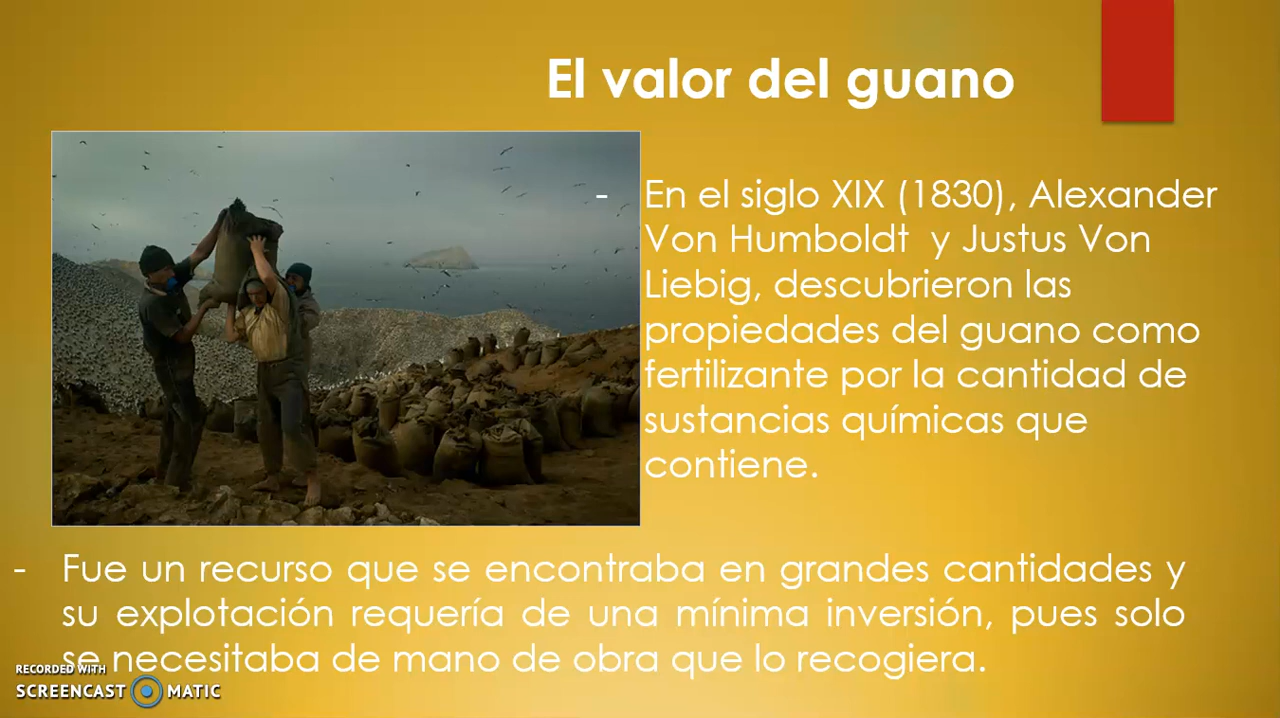 El valor del guano
- En el siglo XIX (1830), Alexander
Von Humboldt y Justus Von
Liebig, descubrieron las
propiedades del guano como
fertilizante por la cantidad de
sustancias químicas que
contiene.
- Fue un recurso que se encontraba en grandes cantidades y
su explotación requería de una mínima inversión, pues solo
se necesitaba de mano de obra que lo recogiera.
RECORDED WITH
SCREENCAST MATIC